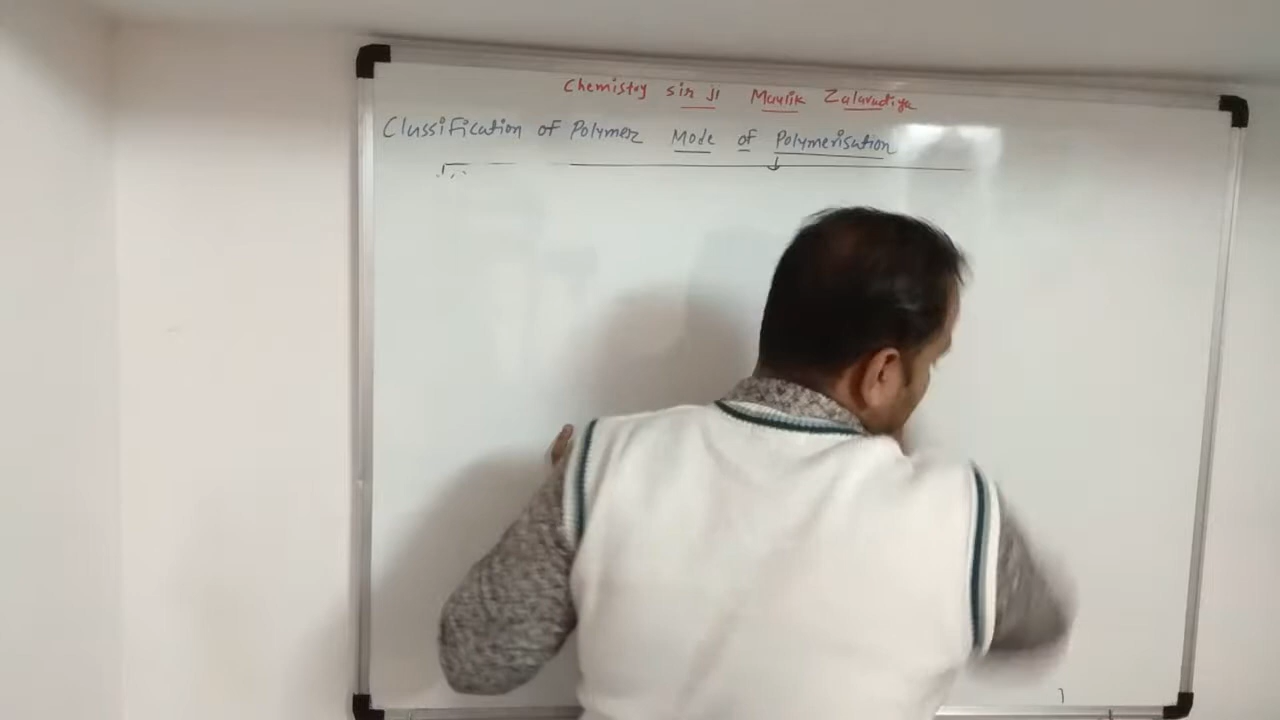 Chemistry sir ji Maulik Zalavadiya
Classification of Polymer Mode of Polymerisation